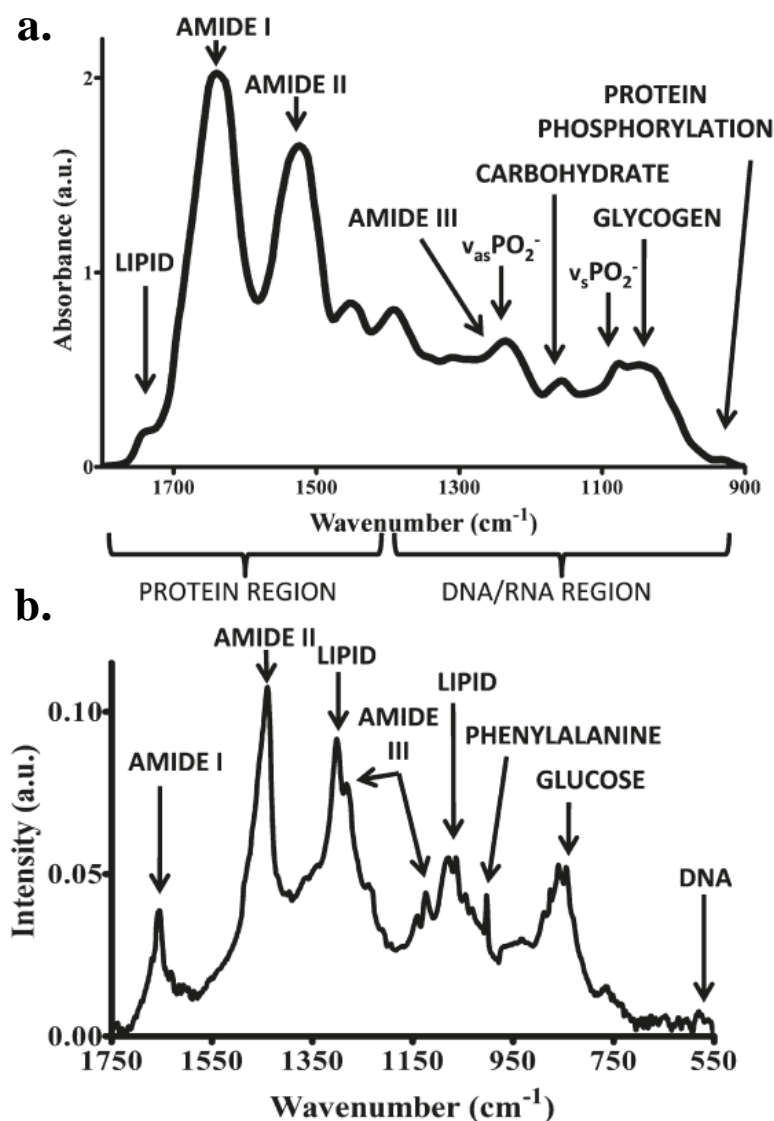 a.
AMIDE I
AMIDE II
PROTEIN
PHOSPHORYLATION
CARBOHYDRATE
AMIDE III
GLYCOGEN
vₐₛPO₂⁻
LIPID
vₛPO₂⁻
Absorbance (a.u.)
2
1
0
1700 1500 1300 1100 900
Wavenumber (cm⁻¹)
PROTEIN REGION
DNA/RNA REGION
b.
AMIDE II
LIPID
LIPID
AMIDE
III
PHENYLALANINE
AMIDE I
GLUCOSE
DNA
Intensity (a.u.)
0.10
0.05
0.00
1750 1550 1350 1150 950 750 550
Wavenumber (cm⁻¹)